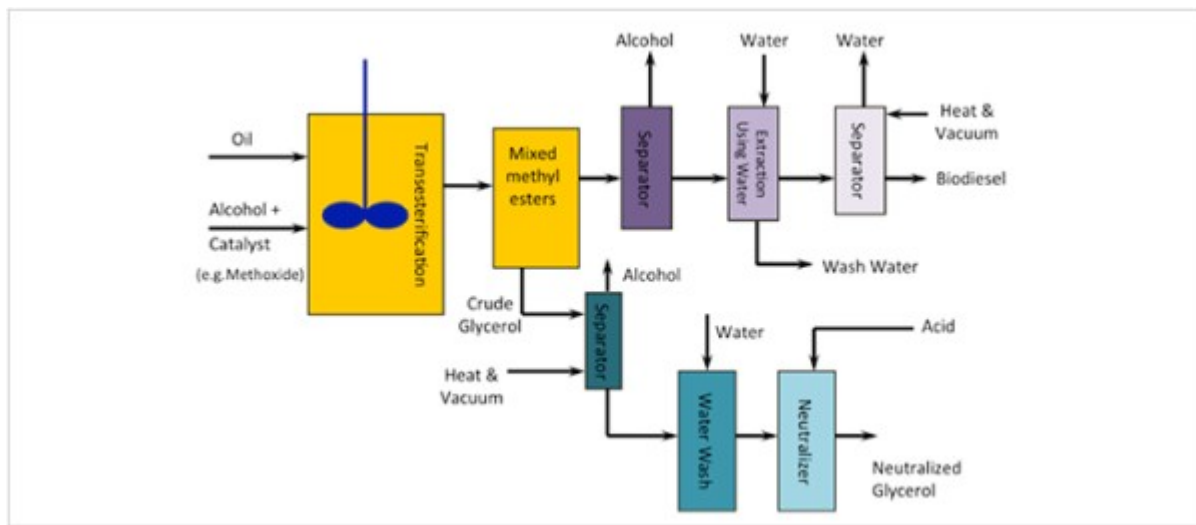 Alcohol
Water
Water
Oil
Alcohol +
Catalyst
(e.g.Methoxide)
Transesterification
Mixed
methyl
esters
Separator
Extraction
Using Water
Separator
Heat &
Vacuum
Biodiesel
Wash Water
Crude
Glycerol
Alcohol
Separator
Heat &
Vacuum
Water
Acid
Water Wash
Neutralizer
Neutralized
Glycerol